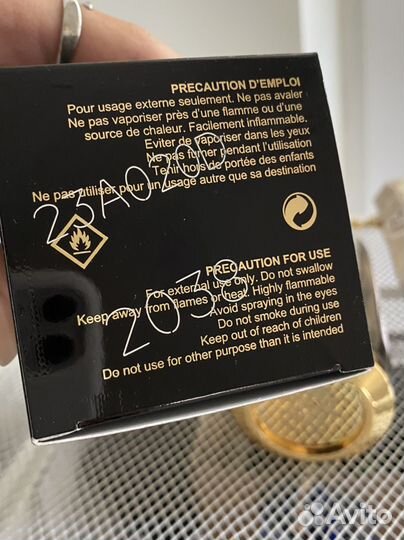 PRECAUTION D'EMPLOI
Pour usage externe seulement. Ne pas avaler
Ne pas vaporiser près d'une flamme ou d'une
source de chaleur. Facilement inflammable.
Eviter de vaporiser dans les yeux
Ne pas fumer pendant l'utilisation
Tenir hors de portée des enfants
Ne pas utiliser pour un usage autre que sa destination
23A020D
2036
PRECAUTION FOR USE
For external use only. Do not swallow
Keep away from flames or heat. Highly flammable
Avoid spraying in the eyes
Do not smoke during use
Keep out of reach of children
Do not use for other purpose than it is intended
Avito